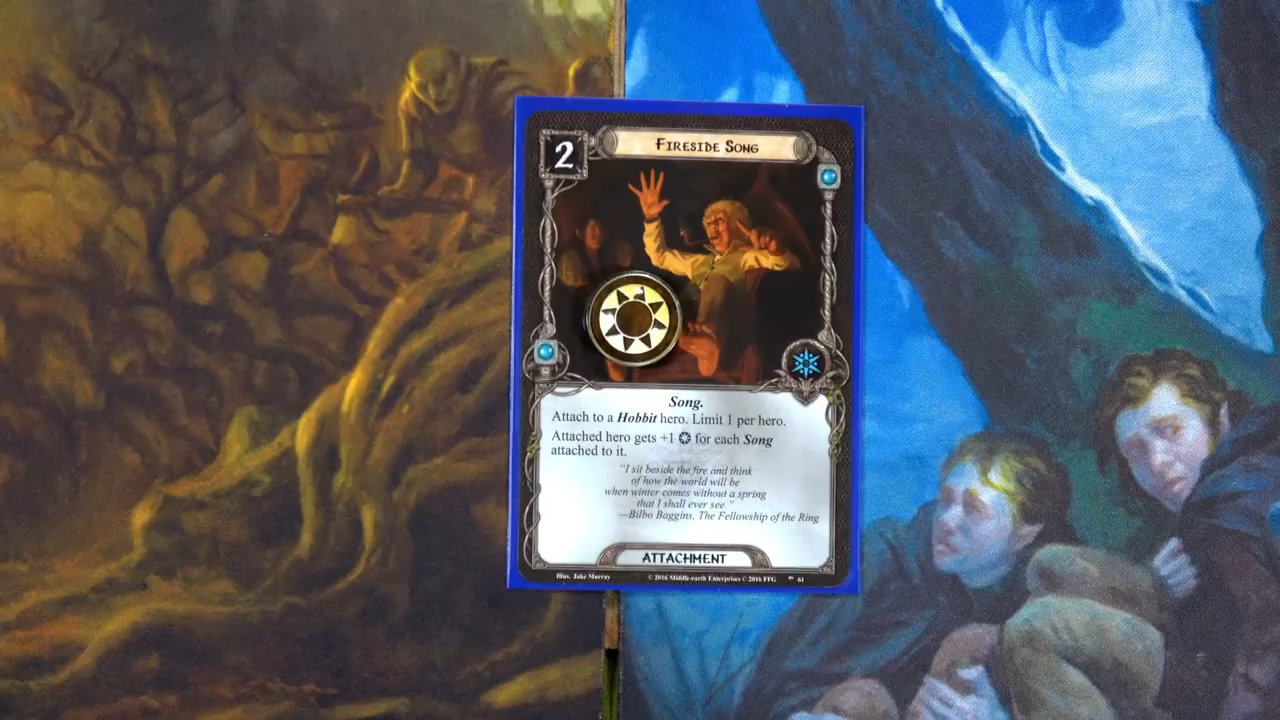 2
FIRESIDE SONG
Song.
Attach to a Hobbit hero. Limit 1 per hero.
Attached hero gets +1 for each Song
attached to it.
"I sit beside the fire and think
of how the world will be
when winter comes without a spring
that I shall ever see."
—Bilbo Baggins, The Fellowship of the Ring
ATTACHMENT
Illus. Jake Murray © 2016 Middle-earth Enterprises © 2016 FFG 61